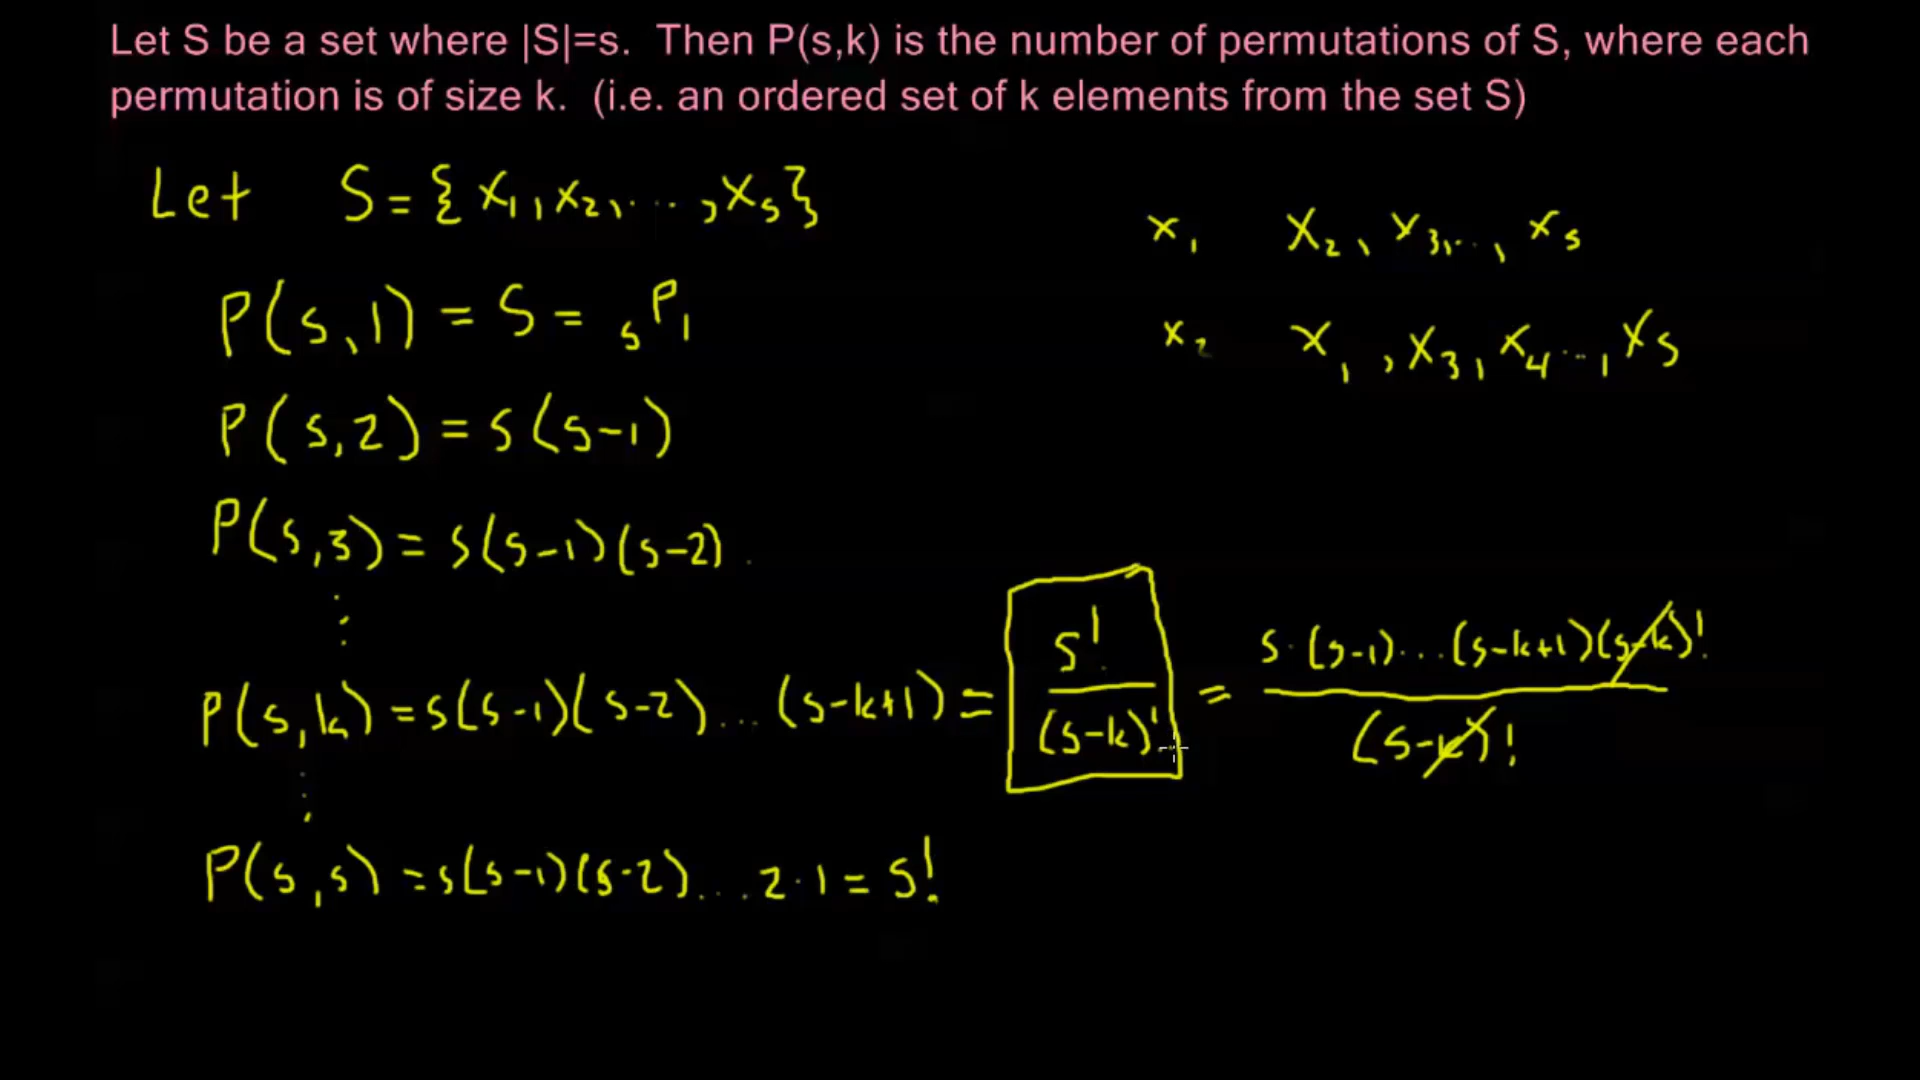 Let S be a set where |S|=s. Then P(s,k) is the number of permutations of S, where each
permutation is of size k. (i.e. an ordered set of k elements from the set S)
Let S = { x₁, x₂, ..., xₛ }
x₁ x₂, x₃, ..., xₛ
x₂ x₁, x₃, x₄ ..., xₛ
P(s,1) = S = ₛP₁
P(s,2) = s(s-1)
P(s,3) = s(s-1)(s-2)
⋮
P(s,k) = s(s-1)(s-2)...(s-k+1) = s!/(s-k)! = s·(s-1)...(s-k+1)(s-k)!/(s-k)!
⋮
P(s,s) = s(s-1)(s-2)...2·1 = s!